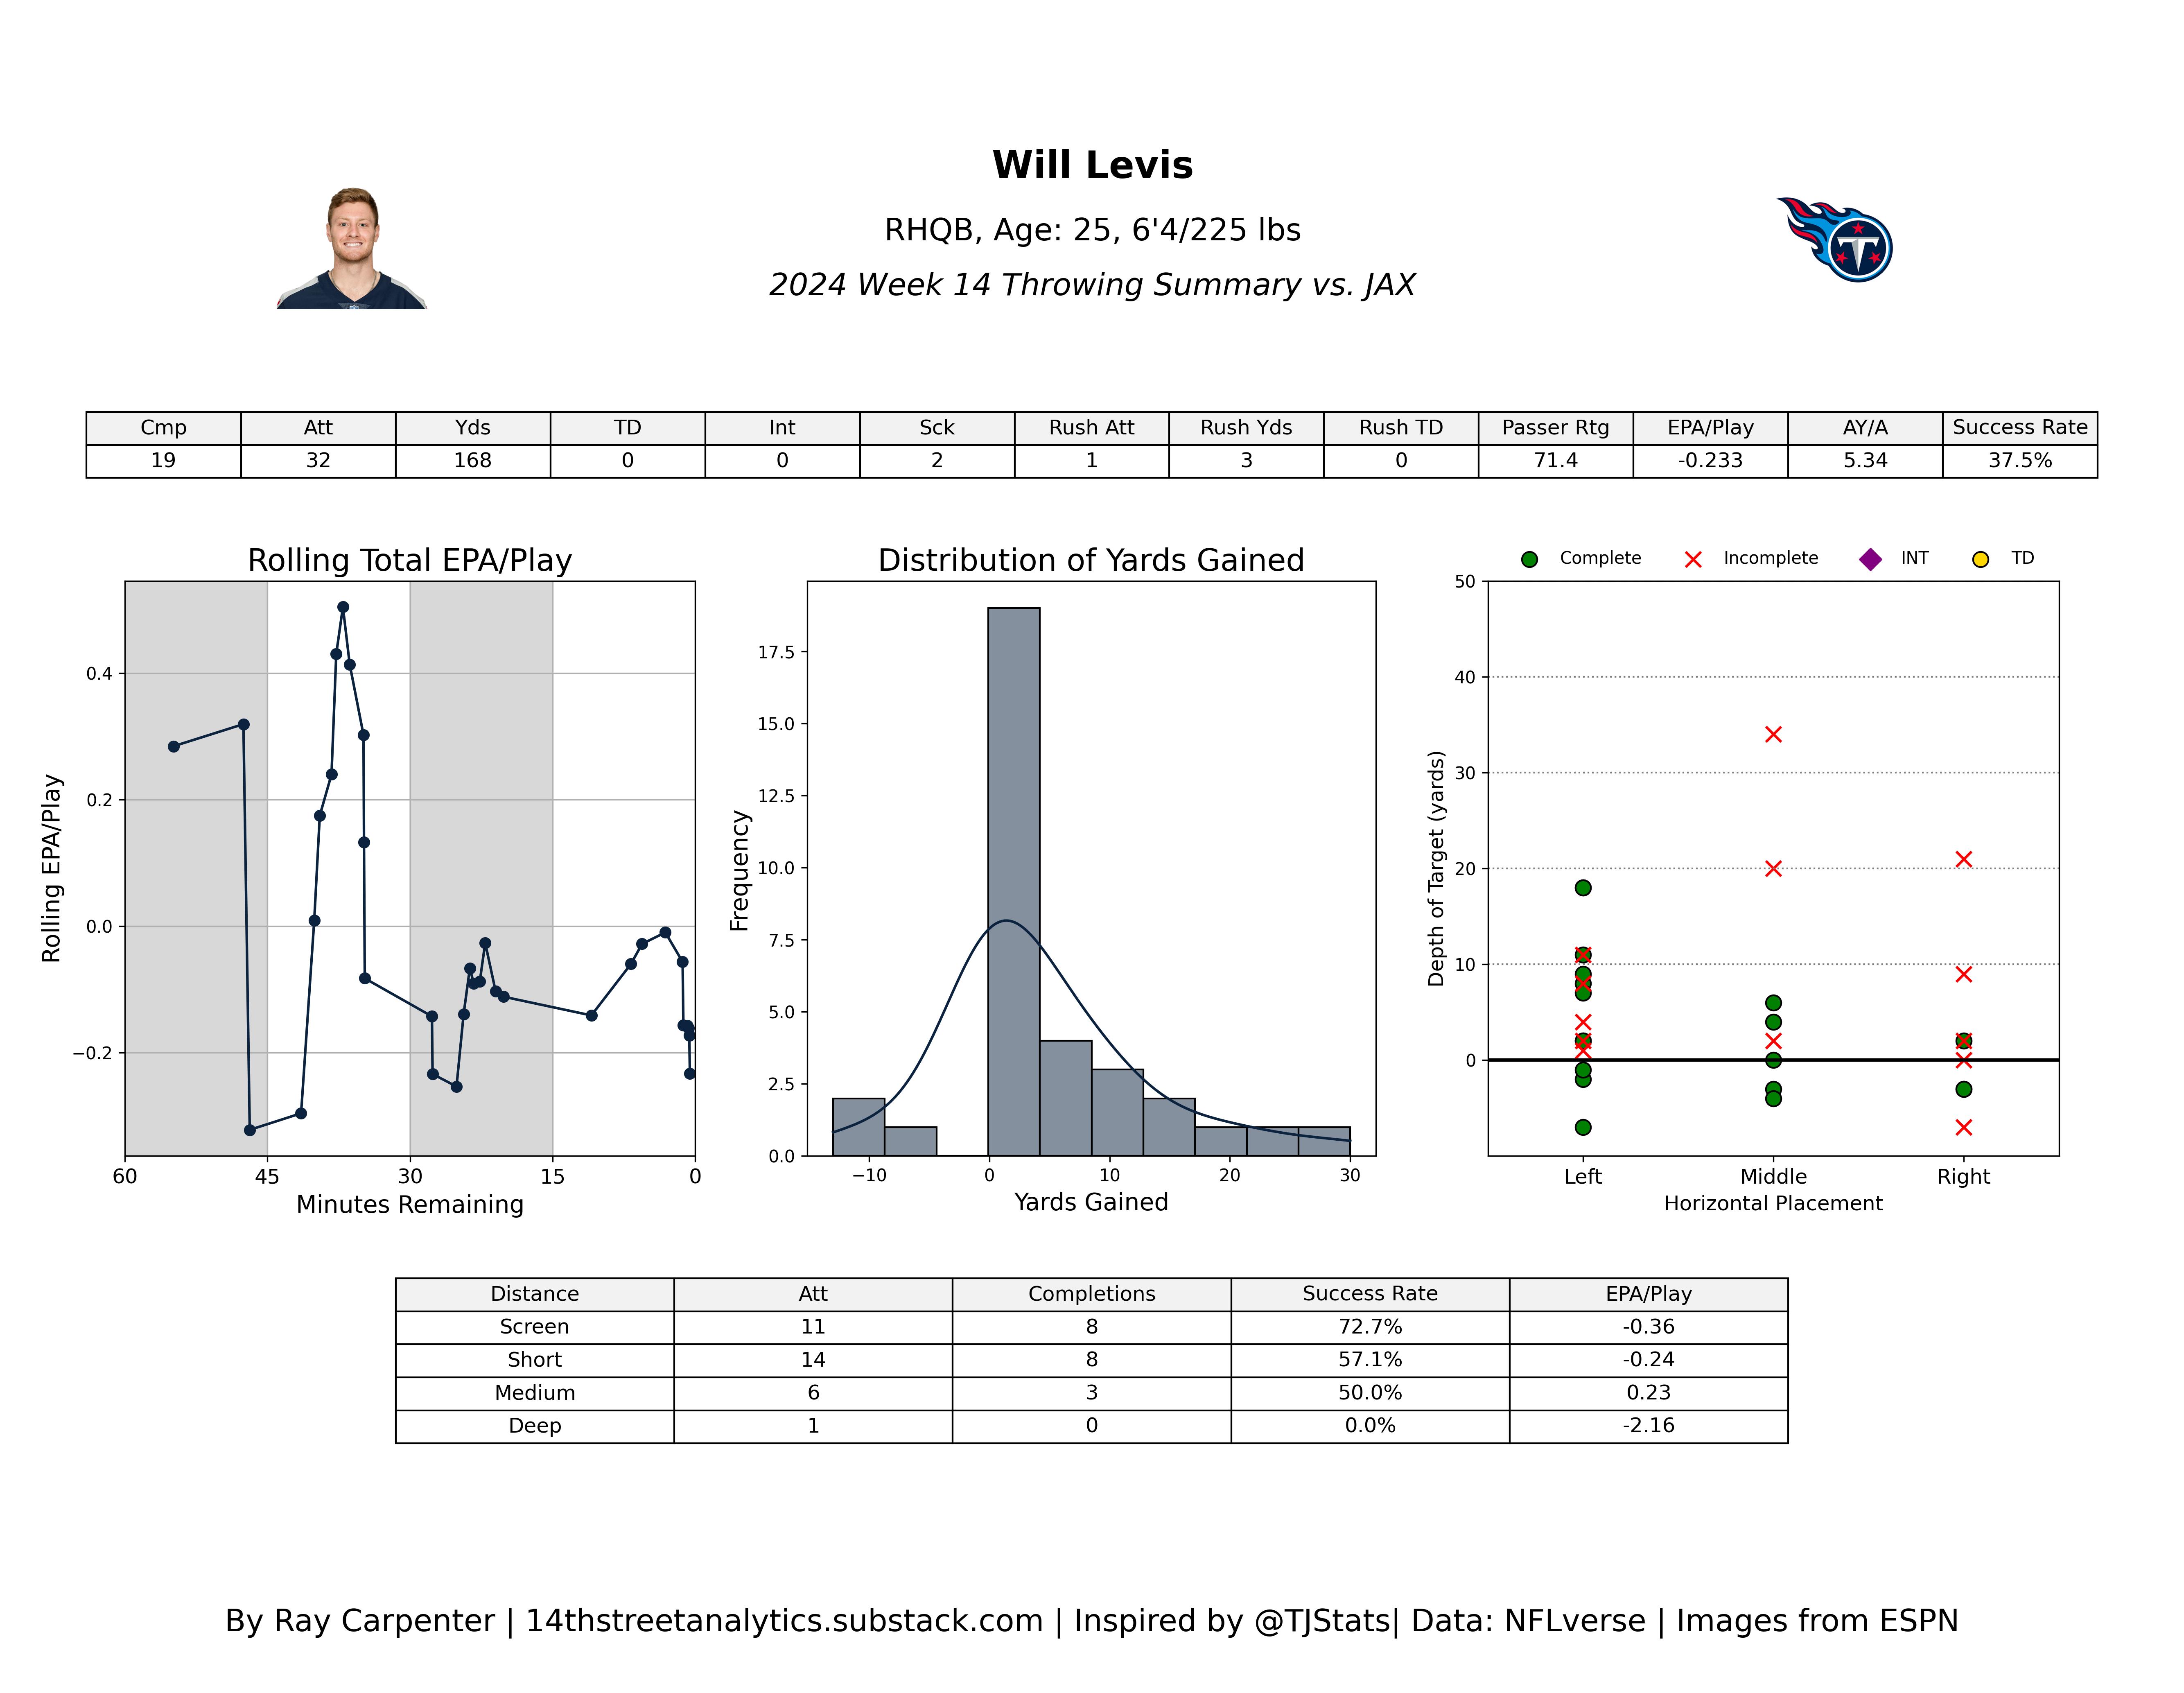 Will Levis
RHQB, Age: 25, 6'4/225 lbs
2024 Week 14 Throwing Summary vs. JAX
Cmp Att Yds TD Int Sck Rush Att Rush Yds Rush TD Passer Rtg EPA/Play AY/A Success Rate
19 32 168 0 0 2 1 3 0 71.4 -0.233 5.34 37.5%
Rolling Total EPA/Play
0.4
0.2
0.0
−0.2
Rolling EPA/Play
60 45 30 15 0
Minutes Remaining
Distribution of Yards Gained
17.5
15.0
12.5
10.0
7.5
5.0
2.5
0.0
Frequency
−10 0 10 20 30
Yards Gained
Complete Incomplete INT TD
50
40
30
20
10
0
Depth of Target (yards)
Left Middle Right
Horizontal Placement
Distance Att Completions Success Rate EPA/Play
Screen 11 8 72.7% -0.36
Short 14 8 57.1% -0.24
Medium 6 3 50.0% 0.23
Deep 1 0 0.0% -2.16
By Ray Carpenter | 14thstreetanalytics.substack.com | Inspired by @TJStats| Data: NFLverse | Images from ESPN